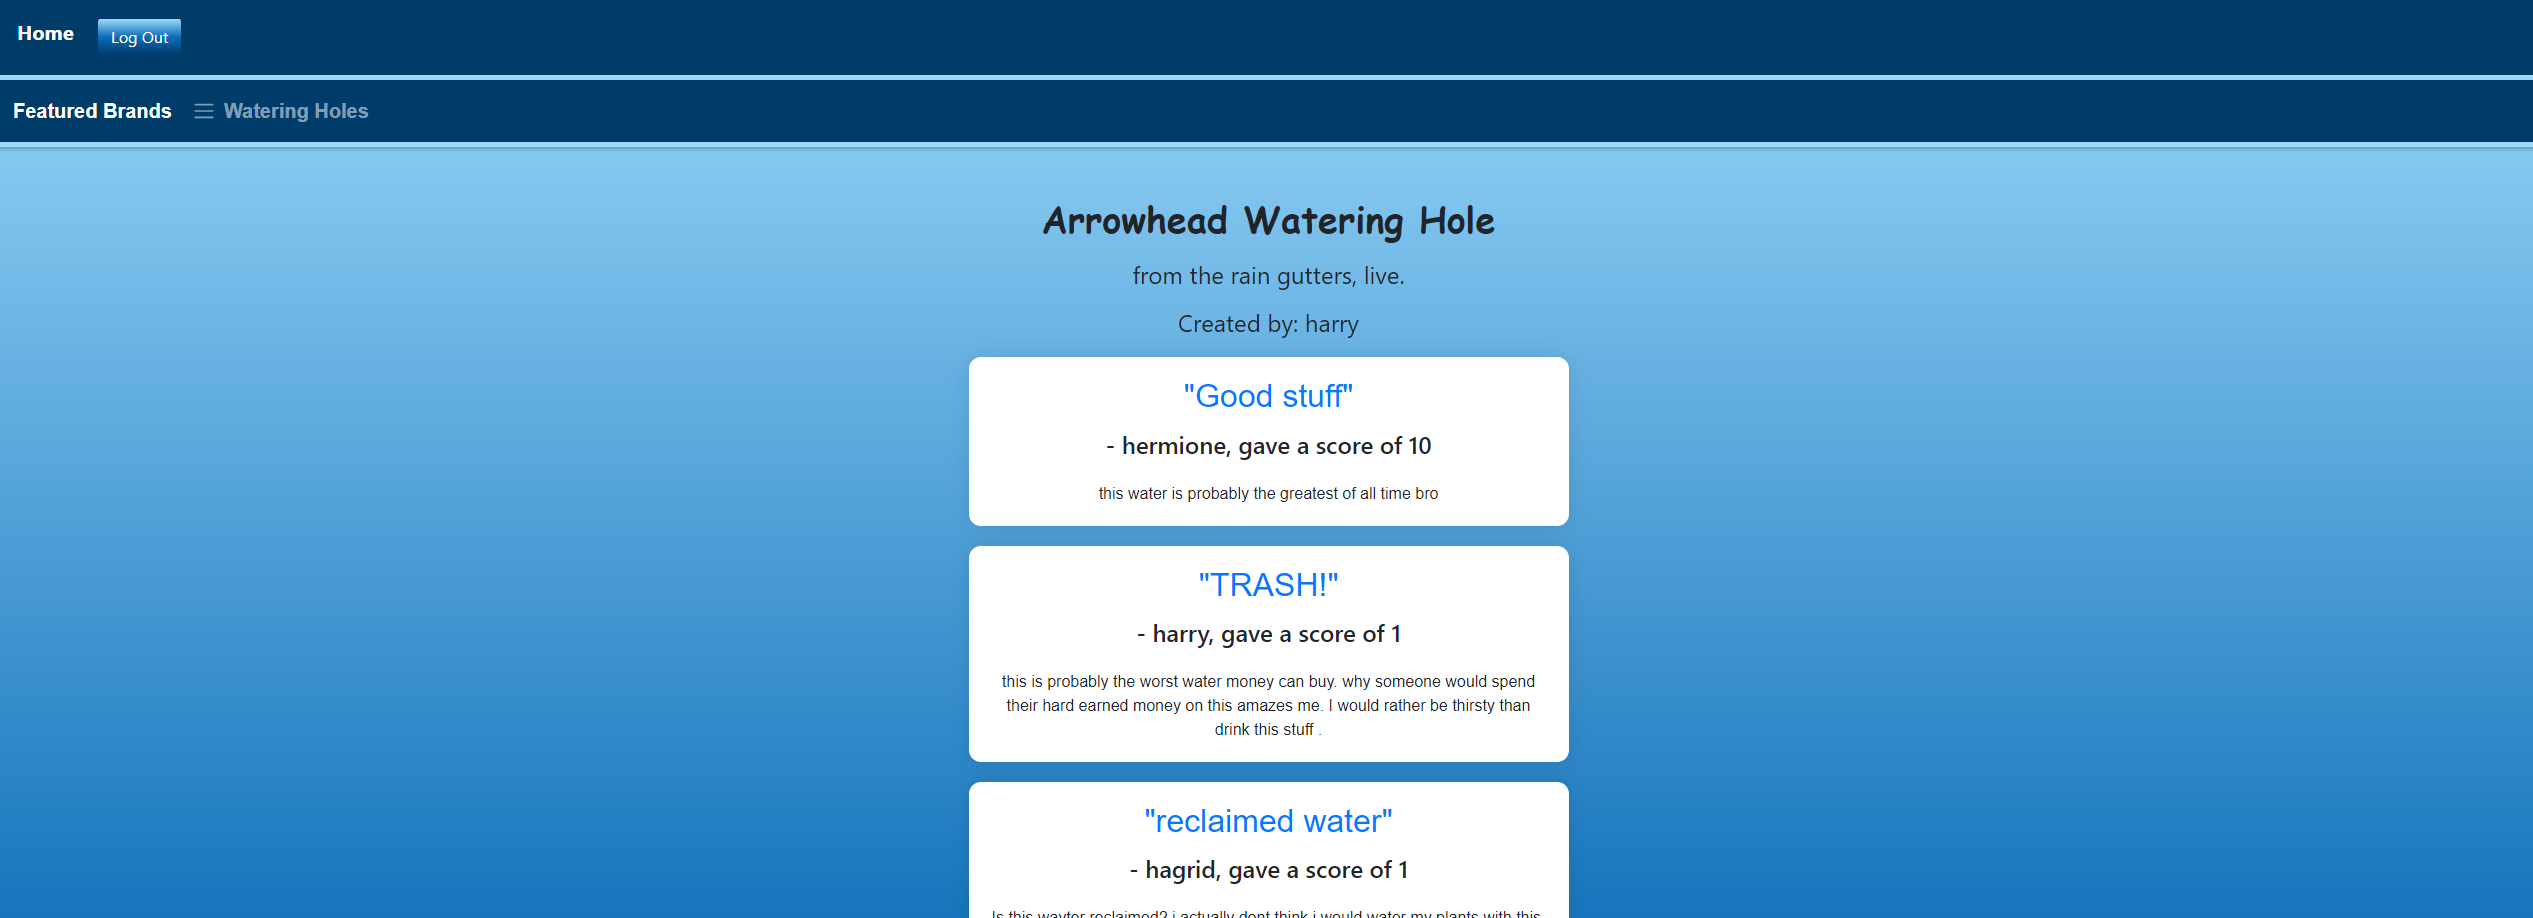 Home Log Out
Featured Brands Watering Holes
Arrowhead Watering Hole
from the rain gutters, live.
Created by: harry
"Good stuff"
- hermione, gave a score of 10
this water is probably the greatest of all time bro
"TRASH!"
- harry, gave a score of 1
this is probably the worst water money can buy. why someone would spend
their hard earned money on this amazes me. I would rather be thirsty than
drink this stuff .
"reclaimed water"
- hagrid, gave a score of 1
Is this wayter reclaimed? i actually dont think i would water my plants with this